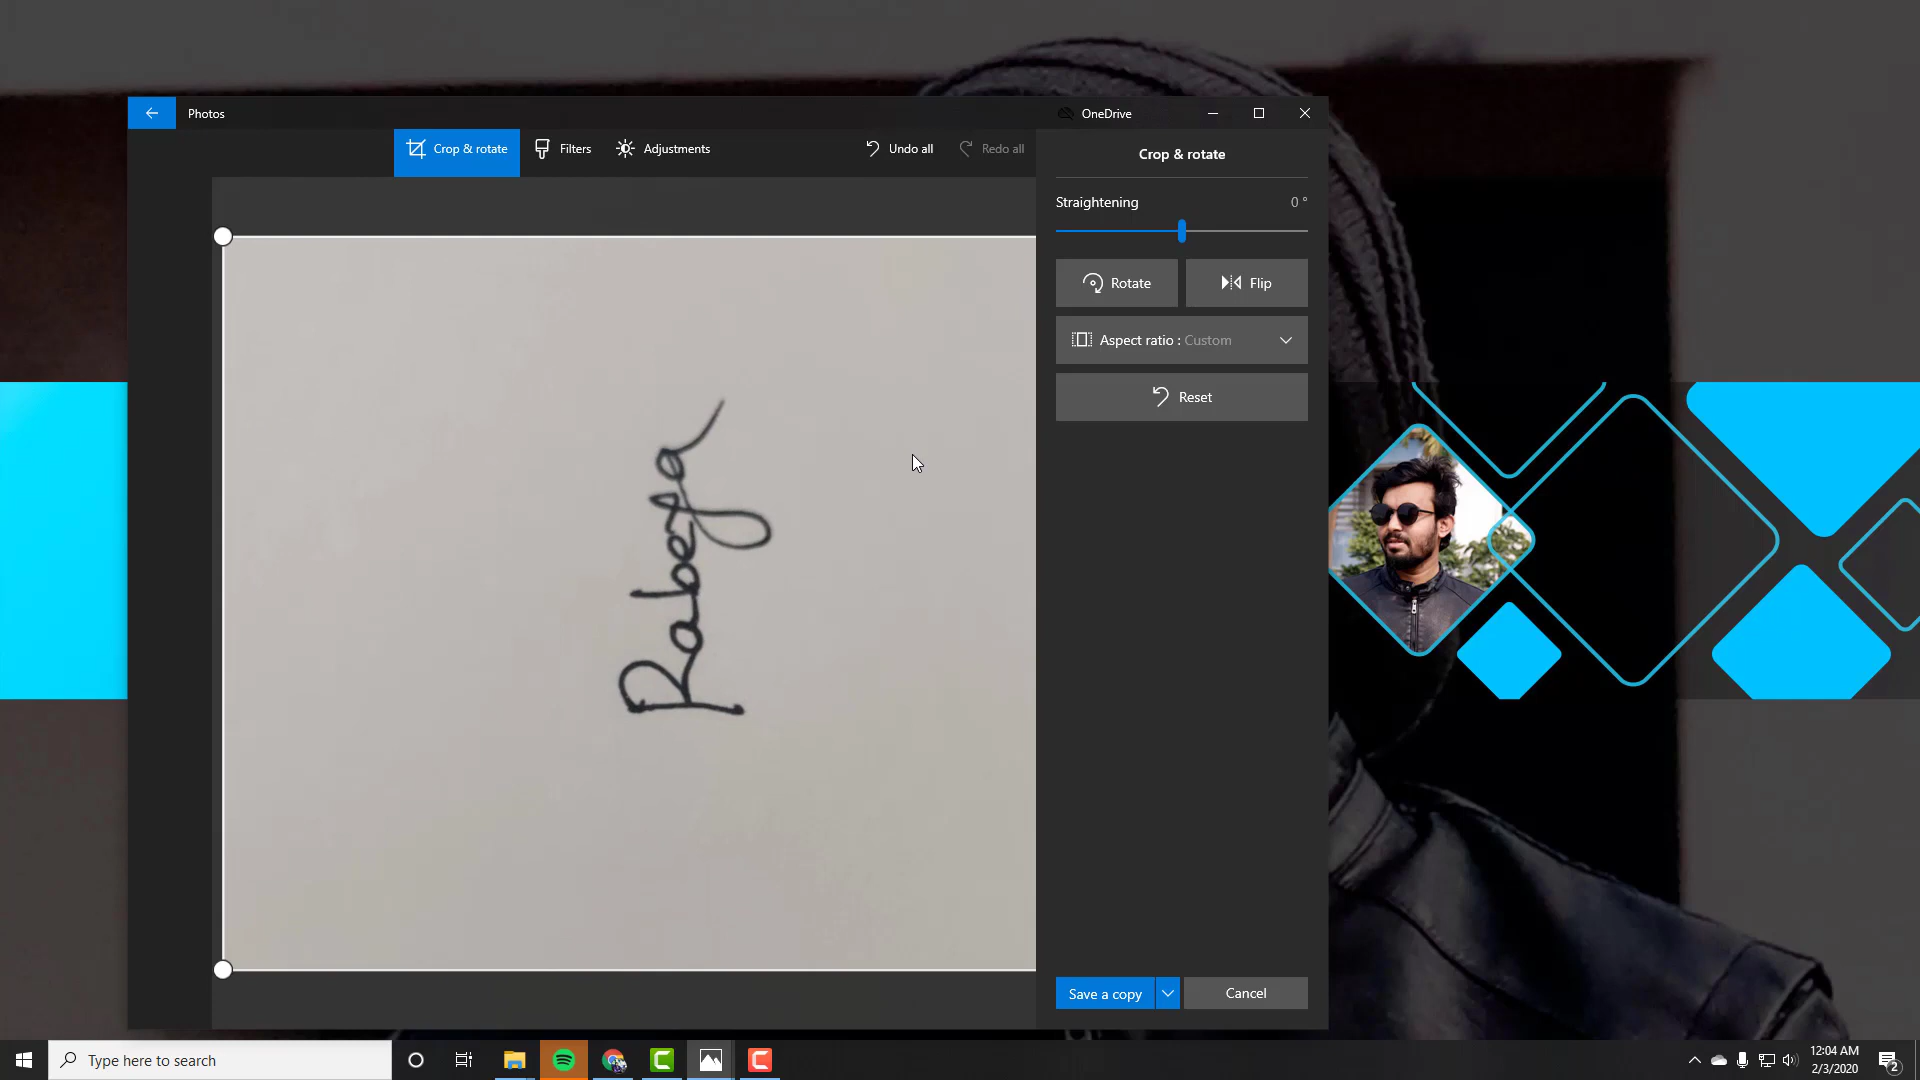 Photos
OneDrive
Crop & rotate
Filters
Adjustments
Undo all
Redo all
Crop & rotate
Straightening
0 °
Rotate
Flip
Aspect ratio : Custom
Reset
Rabeya
Save a copy
Cancel
Type here to search
12:04 AM
2/3/2020
2